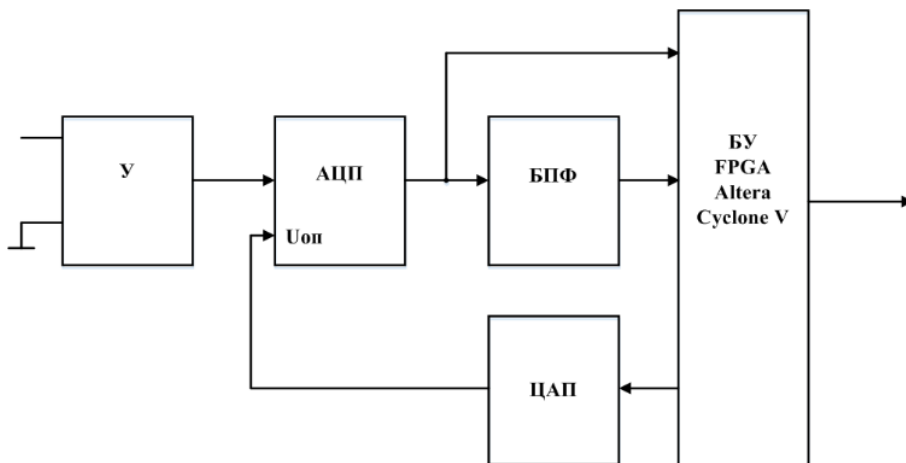 У
АЦП
Uоп
БПФ
БУ
FPGA
Altera
Cyclone V
ЦАП